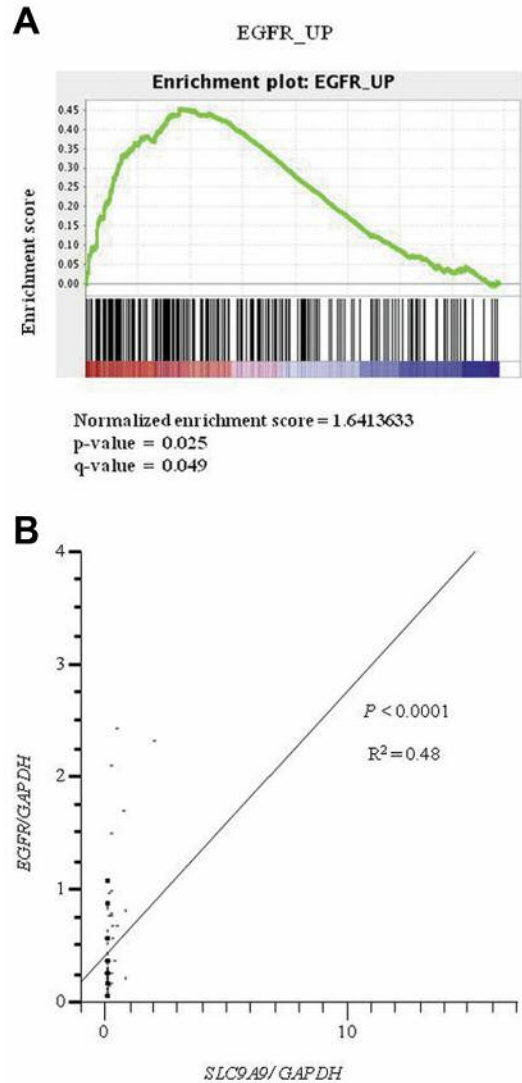 A
EGFR_UP
Enrichment plot: EGFR_UP
0.45
0.40
0.35
0.30
0.25
0.20
0.15
0.10
0.05
0.00
Enrichment score
Normalized enrichment score = 1.6413633
p-value = 0.025
q-value = 0.049
B
4
3
2
1
0
EGFR/GAPDH
P < 0.0001
R²=0.48
0 10
SLC9A9/ GAPDH